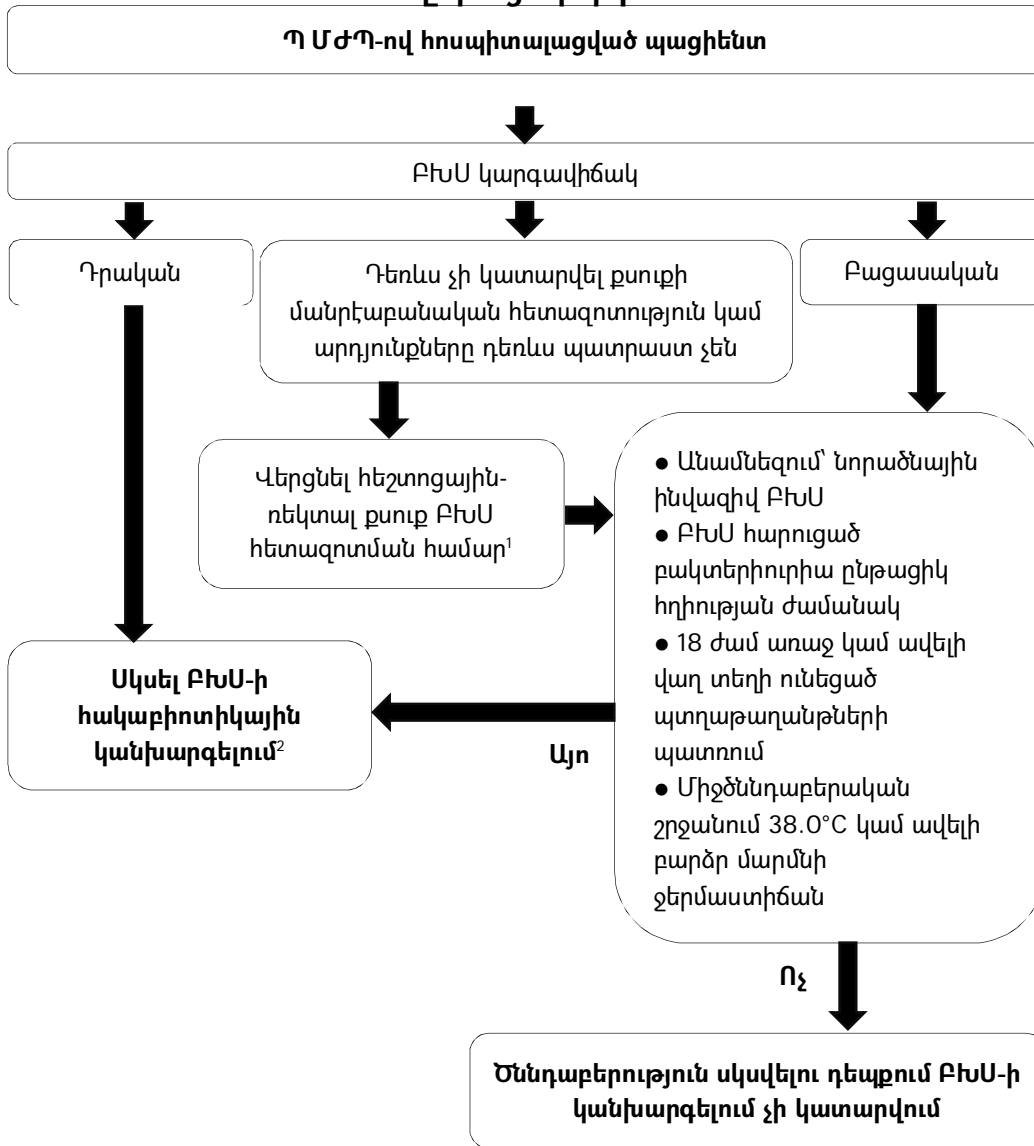 Պ ՄԺՊ-ով հոսպիտալացված պացիենտ
ԲԽՍ կարգավիճակ
Դրական
Դեռևս չի կատարվել քսուքի
մանրէաբանական հետազոտություն կամ
արդյունքները դեռևս պատրաստ չեն
Բացասական
Վերցնել հեշտոցային-
ռեկտալ քսուք ԲԽՍ
հետազոտման համար¹
● Անամնեզում՝ նորածնային
ինվազիվ ԲԽՍ
● ԲԽՍ հարուցած
բակտերիուրիա ընթացիկ
հղիության ժամանակ
● 18 ժամ առաջ կամ ավելի
վաղ տեղի ունեցած
պտղաթաղանթների
պատռում
● Միջծննդաբերական
շրջանում 38.0°C կամ ավելի
բարձր մարմնի
ջերմաստիճան
Սկսել ԲԽՍ-ի
հակաբիոտիկային
կանխարգելում²
Այո
Ոչ
Ծննդաբերություն սկսվելու դեպքում ԲԽՍ-ի
կանխարգելում չի կատարվում